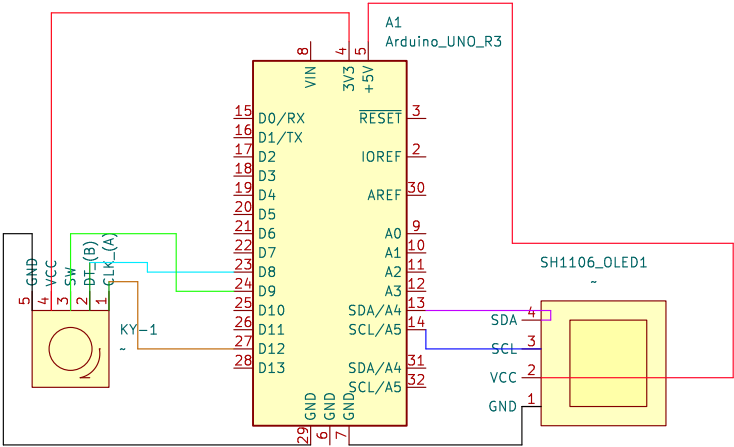 A1
Arduino_UNO_R3
8
4
5
VIN
3V3
+5V
15 D0/RX
RESET 3
16 D1/TX
17 D2
IOREF 2
18 D3
19 D4
AREF 30
20 D5
21 D6
A0 9
22 D7
A1 10
23 D8
A2 11
24 D9
A3 12
25 D10
SDA/A4 13
26 D11
SCL/A5 14
27 D12
28 D13
SDA/A4 31
SCL/A5 32
GND
GND
GND
29
6
7
GND
VCC
SW
DT_(B)
CLK_(A)
5
4
3
2
1
KY-1
~
SH1106_OLED1
~
SDA 4
SCL 3
VCC 2
GND 1